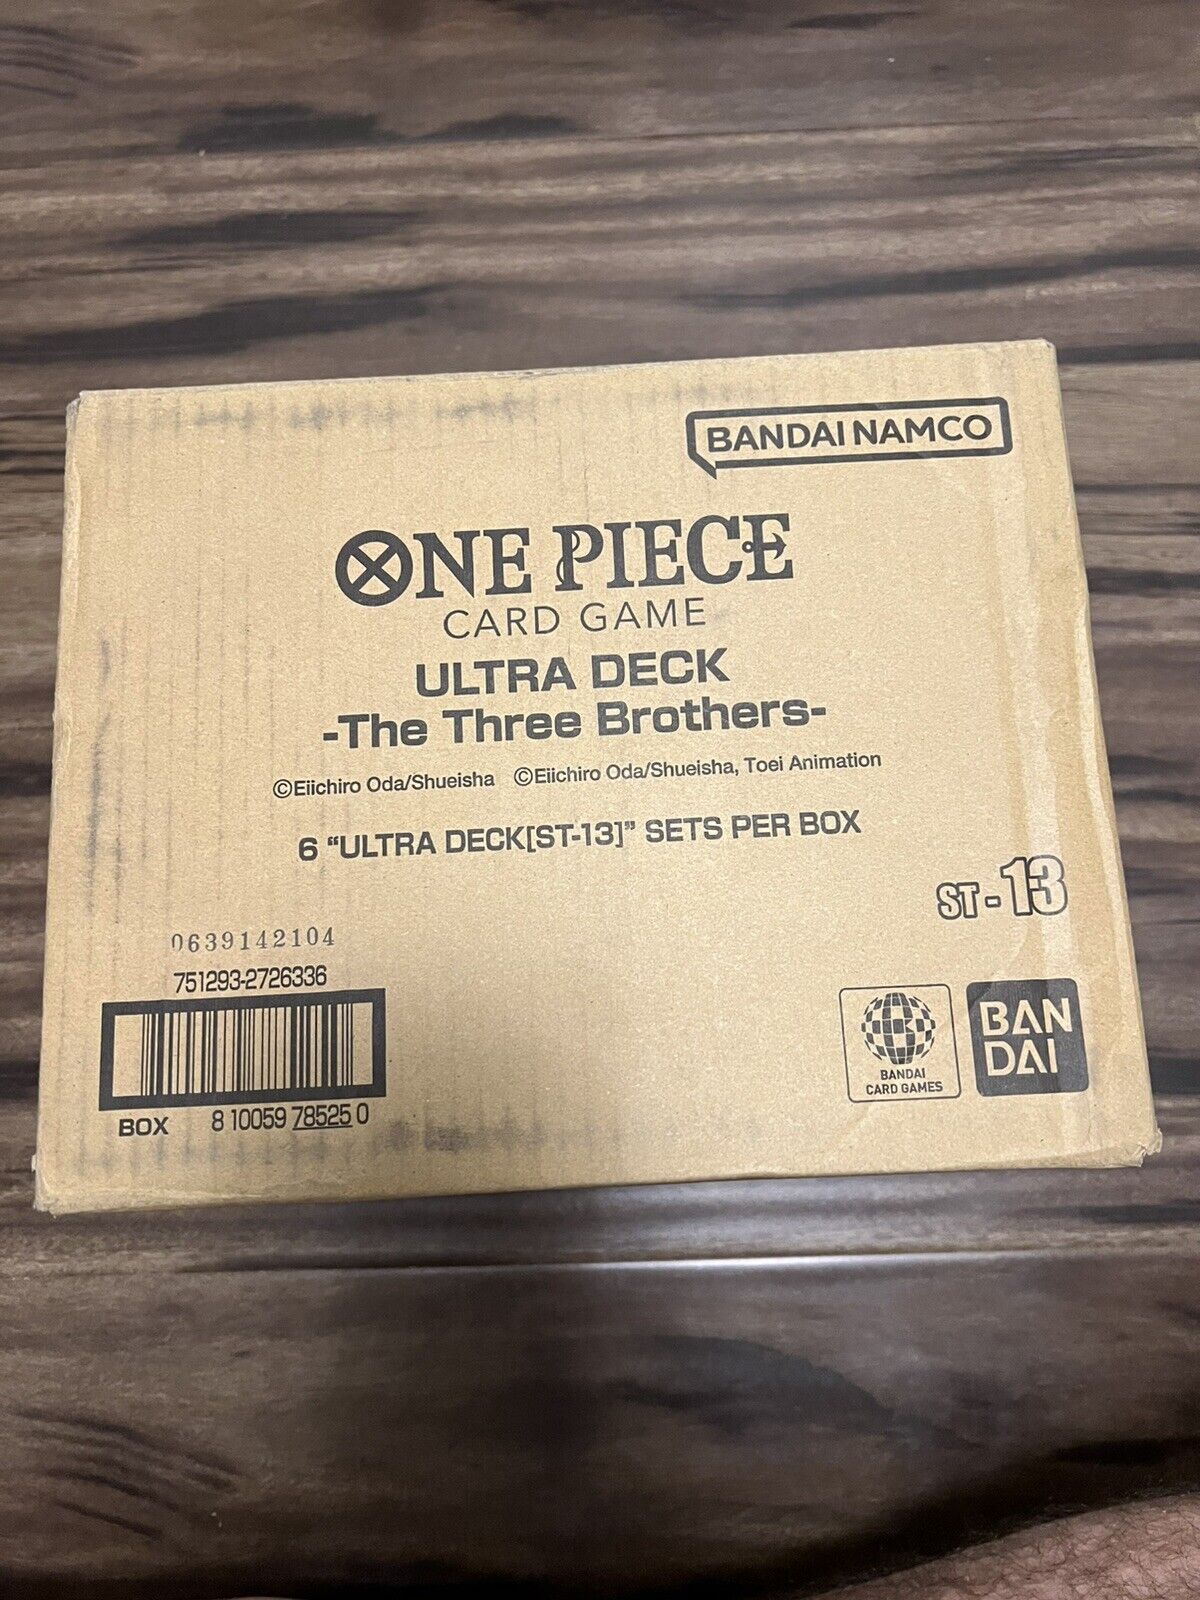 BANDAI NAMCO
ONE PIECE
CARD GAME
ULTRA DECK
-The Three Brothers-
©Eiichiro Oda/Shueisha ©Eiichiro Oda/Shueisha, Toei Animation
6 “ULTRA DECK[ST-13]” SETS PER BOX
ST-13
0639142104
751293-2726336
BOX 8 10059 78525 0
BANDAI
CARD GAMES
BAN
DAI